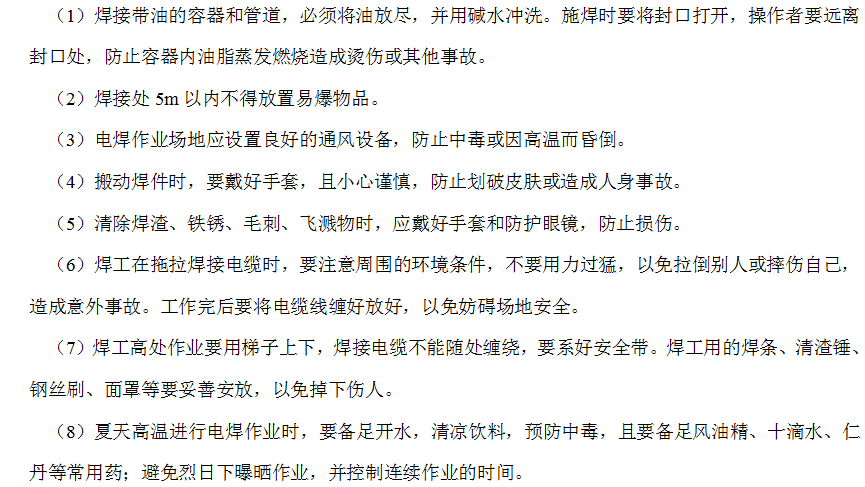 （1）焊接带油的容器和管道，必须将油放尽，并用碱水冲洗。施焊时要将封口打开，操作者要远离
封口处，防止容器内油脂蒸发燃烧造成烫伤或其他事故。
（2）焊接处 5m 以内不得放置易爆物品。
（3）电焊作业场地应设置良好的通风设备，防止中毒或因高温而昏倒。
（4）搬动焊件时，要戴好手套，且小心谨慎，防止划破皮肤或造成人身事故。
（5）清除焊渣、铁锈、毛刺、飞溅物时，应戴好手套和防护眼镜，防止损伤。
（6）焊工在拖拉焊接电缆时，要注意周围的环境条件，不要用力过猛，以免拉倒别人或摔伤自己，
造成意外事故。工作完后要将电缆线缠好放好，以免妨碍场地安全。
（7）焊工高处作业要用梯子上下，焊接电缆不能随处缠绕，要系好安全带。焊工用的焊条、清渣锤、
钢丝刷、面罩等要妥善安放，以免掉下伤人。
（8）夏天高温进行电焊作业时，要备足开水，清凉饮料，预防中毒，且要备足风油精、十滴水、仁
丹等常用药；避免烈日下曝晒作业，并控制连续作业的时间。